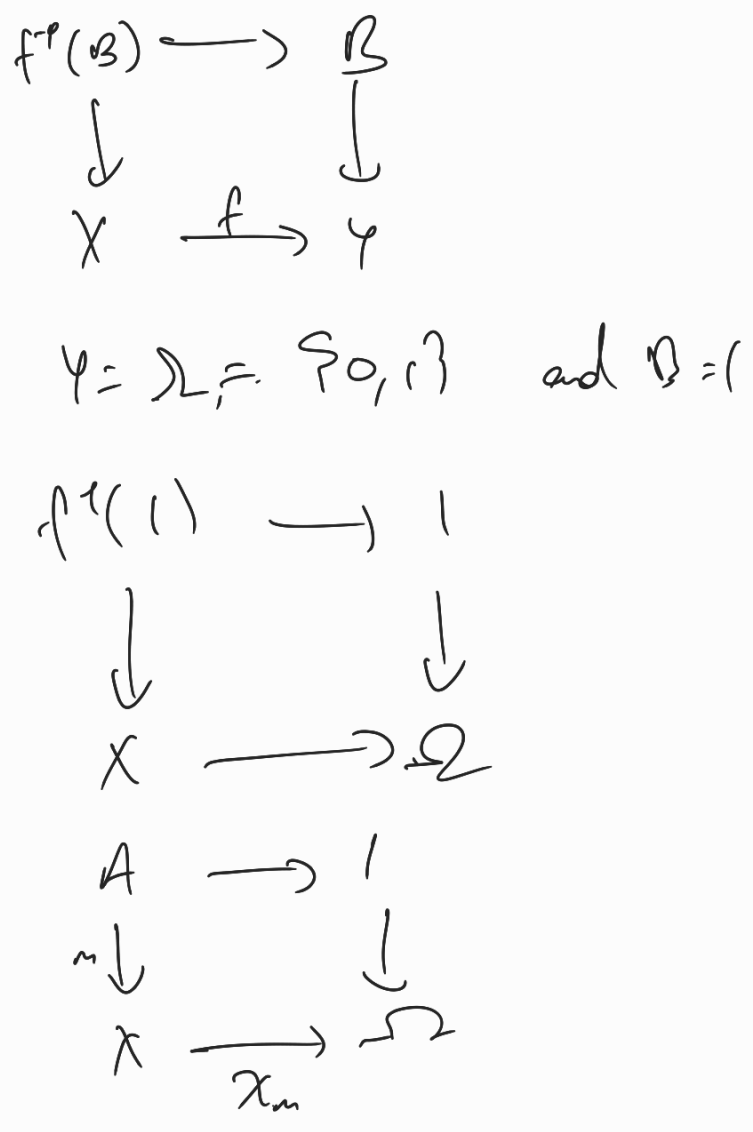 f⁻¹(B) ⟶ B
↓ ↓
X ⟶ Y
f
Y = Ω = {0,1} and B = 1
f⁻¹(1) ⟶ 1
↓ ↓
X ⟶ Ω
A ⟶ 1
m ↓ ↓
X ⟶ Ω
χₘ